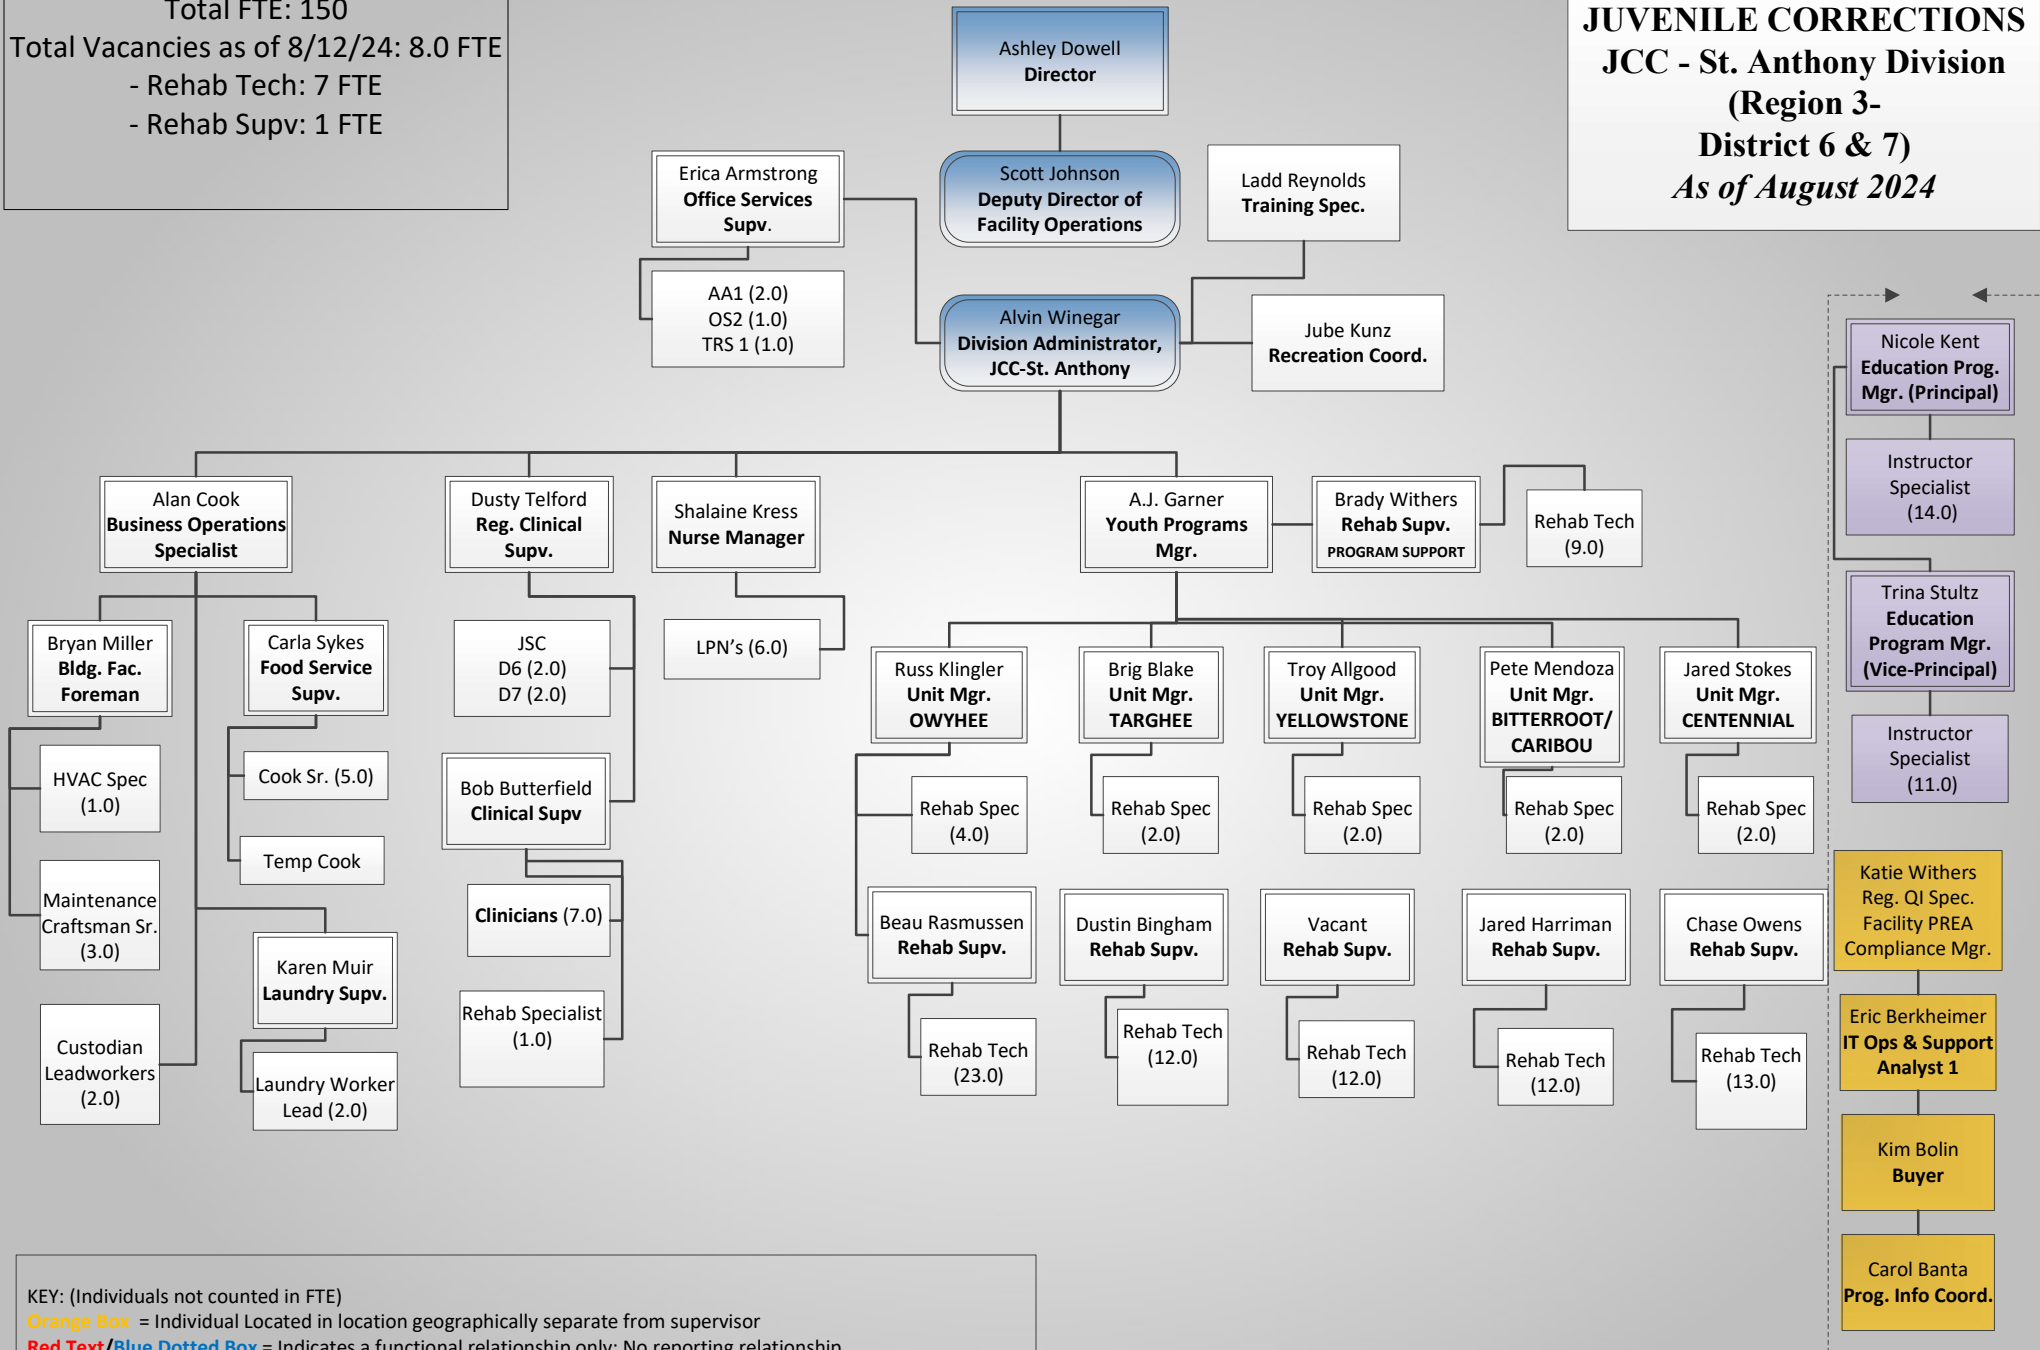 Total FTE: 150
Total Vacancies as of 8/12/24: 8.0 FTE
- Rehab Tech: 7 FTE
- Rehab Supv: 1 FTE
JUVENILE CORRECTIONS
JCC - St. Anthony Division
(Region 3-
District 6 & 7)
As of August 2024
Ashley Dowell
Director
Scott Johnson
Deputy Director of
Facility Operations
Erica Armstrong
Office Services
Supv.
AA1 (2.0)
OS2 (1.0)
TRS 1 (1.0)
Ladd Reynolds
Training Spec.
Alvin Winegar
Division Administrator,
JCC-St. Anthony
Jube Kunz
Recreation Coord.
Alan Cook
Business Operations
Specialist
Dusty Telford
Reg. Clinical
Supv.
Shalaine Kress
Nurse Manager
A.J. Garner
Youth Programs
Mgr.
Brady Withers
Rehab Supv.
PROGRAM SUPPORT
Rehab Tech
(9.0)
Bryan Miller
Bldg. Fac.
Foreman
Carla Sykes
Food Service
Supv.
JSC
D6 (2.0)
D7 (2.0)
LPN’s (6.0)
Russ Klingler
Unit Mgr.
OWYHEE
Brig Blake
Unit Mgr.
TARGHEE
Troy Allgood
Unit Mgr.
YELLOWSTONE
Pete Mendoza
Unit Mgr.
BITTERROOT/
CARIBOU
Jared Stokes
Unit Mgr.
CENTENNIAL
HVAC Spec
(1.0)
Cook Sr. (5.0)
Temp Cook
Bob Butterfield
Clinical Supv
Rehab Spec
(4.0)
Rehab Spec
(2.0)
Rehab Spec
(2.0)
Rehab Spec
(2.0)
Rehab Spec
(2.0)
Maintenance
Craftsman Sr.
(3.0)
Clinicians (7.0)
Beau Rasmussen
Rehab Supv.
Dustin Bingham
Rehab Supv.
Vacant
Rehab Supv.
Jared Harriman
Rehab Supv.
Chase Owens
Rehab Supv.
Karen Muir
Laundry Supv.
Rehab Specialist
(1.0)
Custodian
Leadworkers
(2.0)
Laundry Worker
Lead (2.0)
Rehab Tech
(23.0)
Rehab Tech
(12.0)
Rehab Tech
(12.0)
Rehab Tech
(12.0)
Rehab Tech
(13.0)
Nicole Kent
Education Prog.
Mgr. (Principal)
Instructor
Specialist
(14.0)
Trina Stultz
Education
Program Mgr.
(Vice-Principal)
Instructor
Specialist
(11.0)
Katie Withers
Reg. QI Spec.
Facility PREA
Compliance Mgr.
Eric Berkheimer
IT Ops & Support
Analyst 1
Kim Bolin
Buyer
Carol Banta
Prog. Info Coord.
KEY: (Individuals not counted in FTE)
Orange Box = Individual Located in location geographically separate from supervisor
Red Text/Blue Dotted Box = Indicates a functional relationship only; No reporting relationship